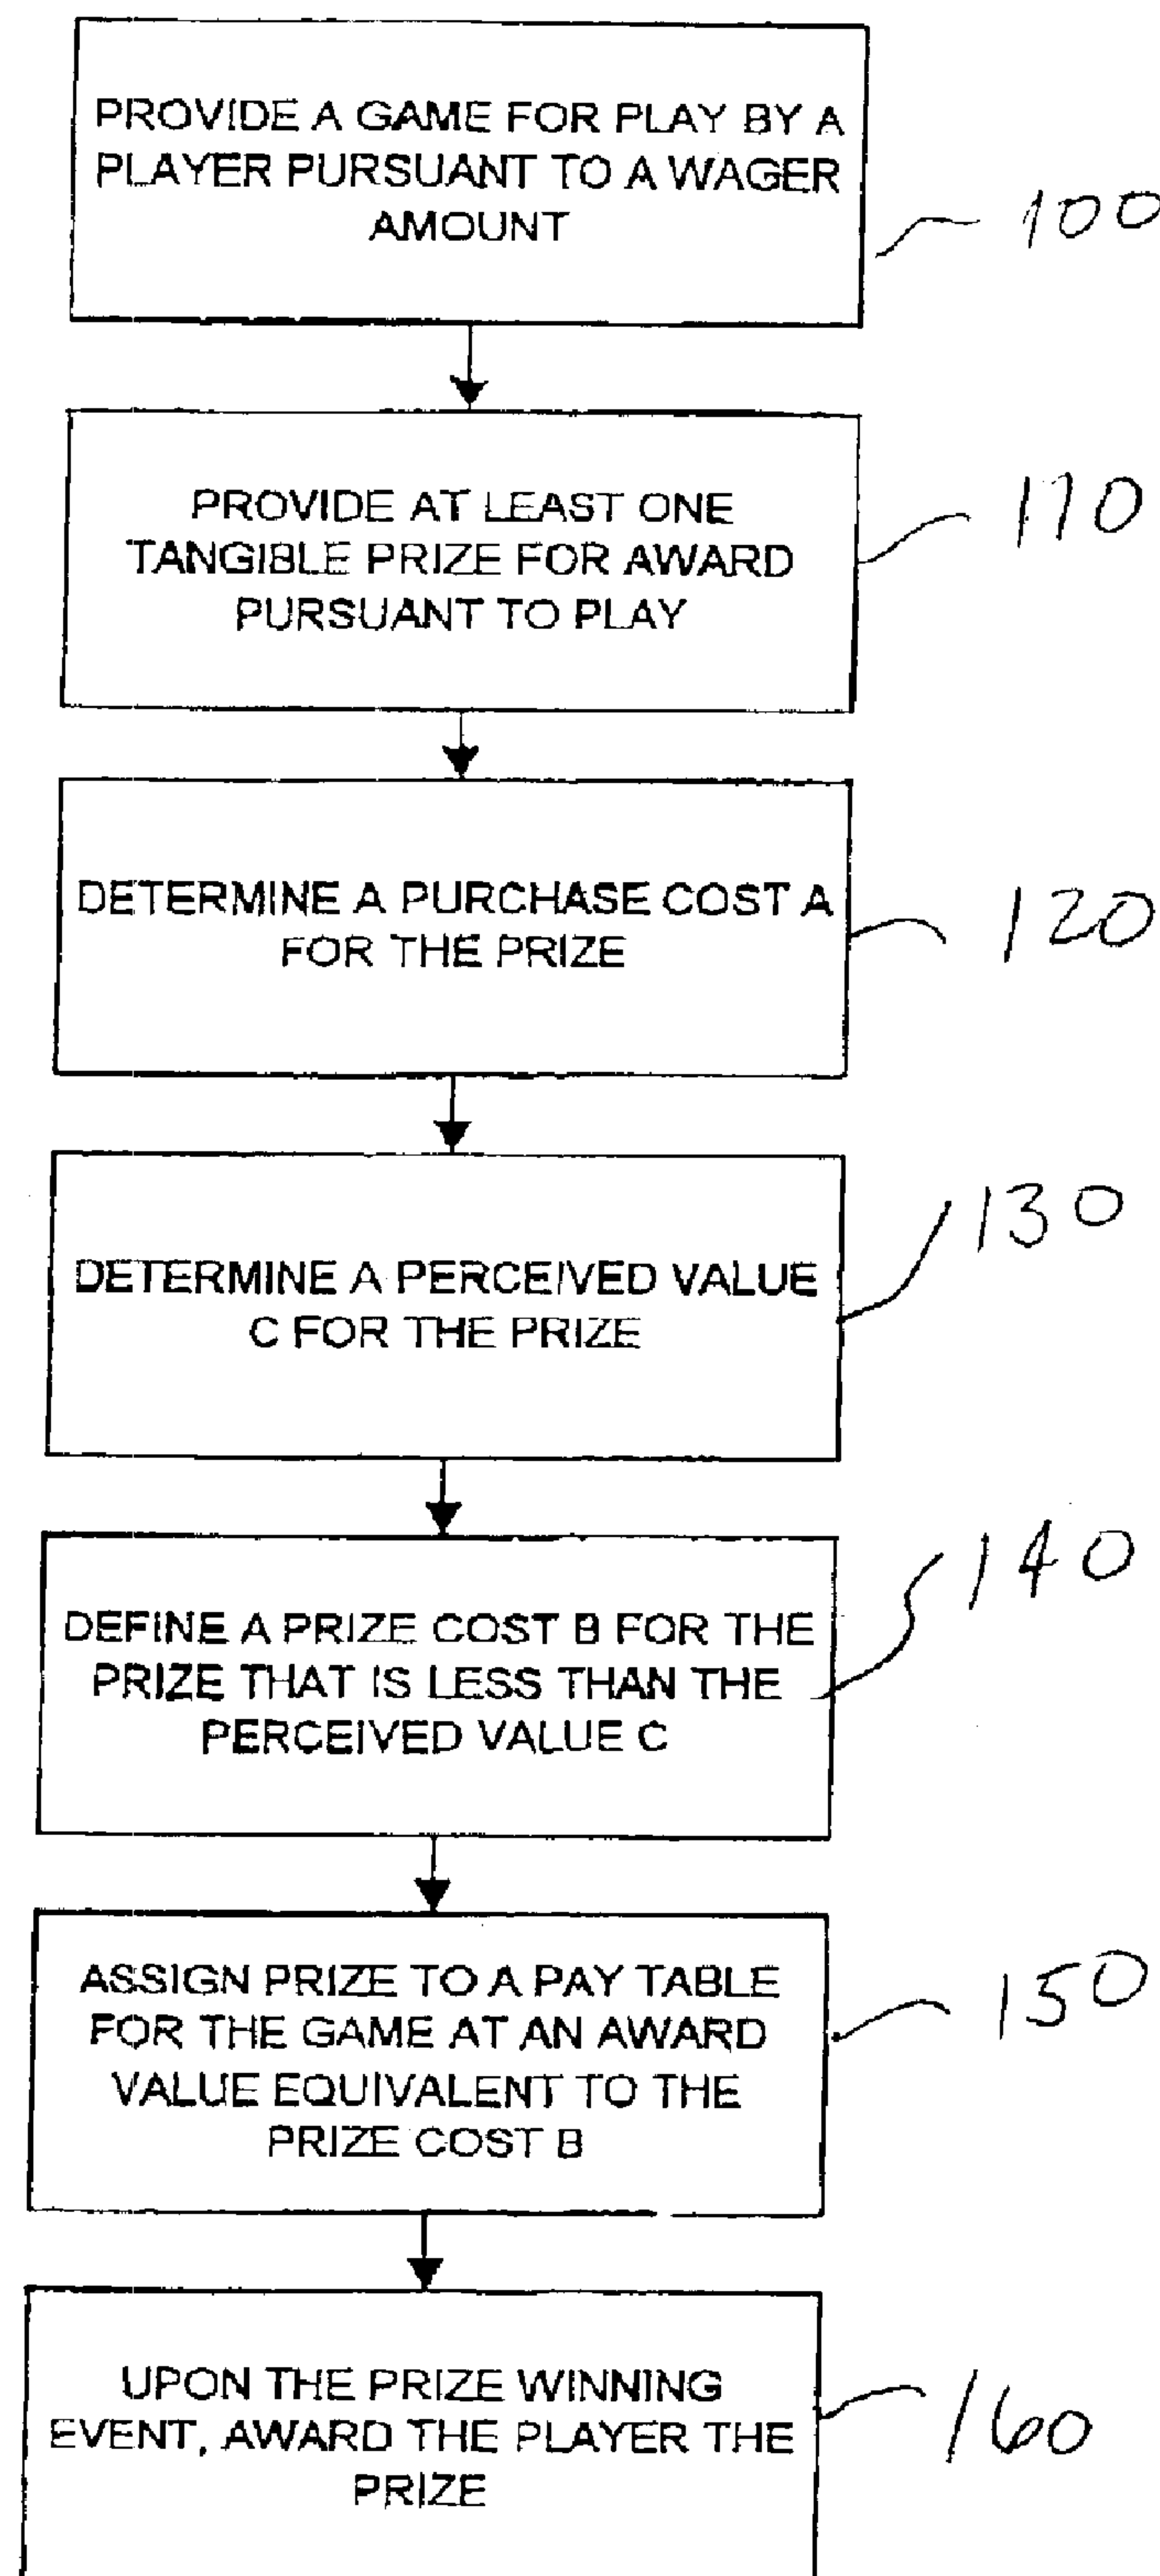 PROVIDE A GAME FOR PLAY BY A
PLAYER PURSUANT TO A WAGER
AMOUNT
100
PROVIDE AT LEAST ONE
TANGIBLE PRIZE FOR AWARD
PURSUANT TO PLAY
110
DETERMINE A PURCHASE COST A
FOR THE PRIZE
120
DETERMINE A PERCEIVED VALUE
C FOR THE PRIZE
130
DEFINE A PRIZE COST B FOR THE
PRIZE THAT IS LESS THAN THE
PERCEIVED VALUE C
140
ASSIGN PRIZE TO A PAY TABLE
FOR THE GAME AT AN AWARD
VALUE EQUIVALENT TO THE
PRIZE COST B
150
UPON THE PRIZE WINNING
EVENT, AWARD THE PLAYER THE
PRIZE
160